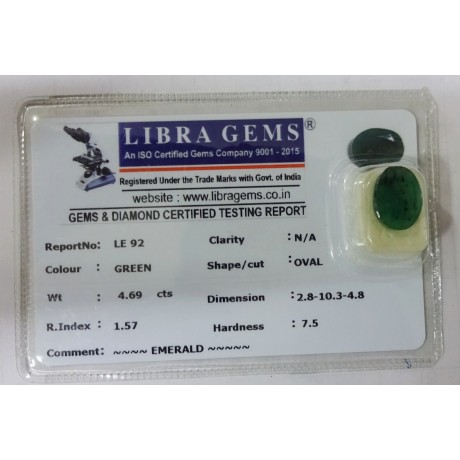 LIBRA GEMS®
An ISO Certified Gems Company 9001 - 2015
Registered Under the Trade Marks with Govt. of India
website : www.libragems.co.in
GEMS & DIAMOND CERTIFIED TESTING REPORT
ReportNo: LE 92 Clarity : N/A
Colour : GREEN Shape/cut : OVAL
Wt : 4.69 cts Dimension : 2.8-10.3-4.8
R.Index : 1.57 Hardness : 7.5
Comment: ~~~~ EMERALD ~~~~~